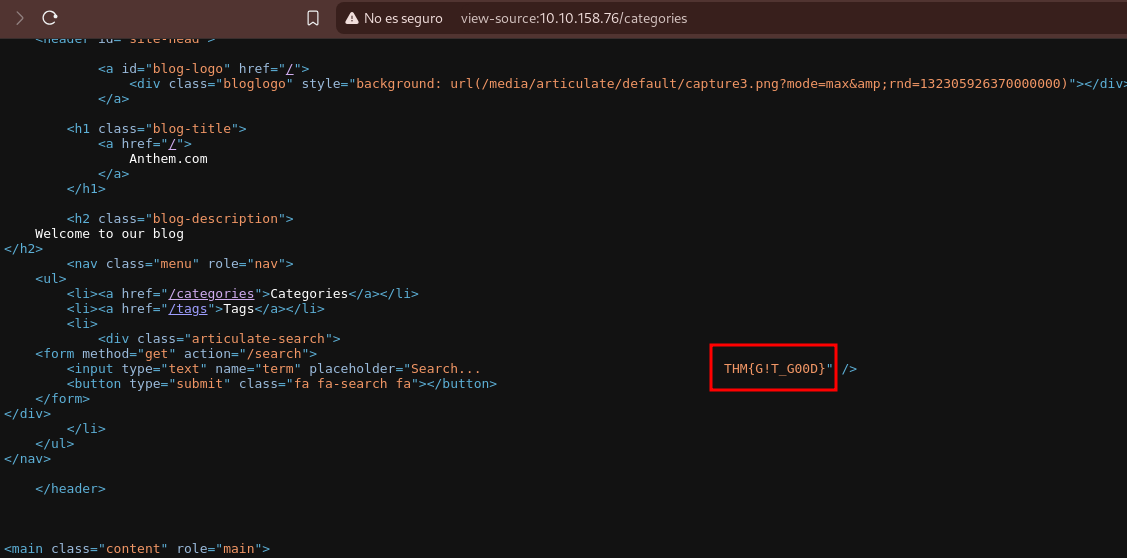 No es seguro view-source:10.10.158.76/categories
<header id="site-head">
<a id="blog-logo" href="/">
<div class="bloglogo" style="background: url(/media/articulate/default/capture3.png?mode=max&amp;rnd=132305926370000000)"></div>
</a>
<h1 class="blog-title">
<a href="/">
Anthem.com
</a>
</h1>
<h2 class="blog-description">
Welcome to our blog
</h2>
<nav class="menu" role="nav">
<ul>
<li><a href="/categories">Categories</a></li>
<li><a href="/tags">Tags</a></li>
<li>
<div class="articulate-search">
<form method="get" action="/search">
<input type="text" name="term" placeholder="Search... THM{G!T_G00D}" />
<button type="submit" class="fa fa-search fa"></button>
</form>
</div>
</li>
</ul>
</nav>
</header>
<main class="content" role="main">